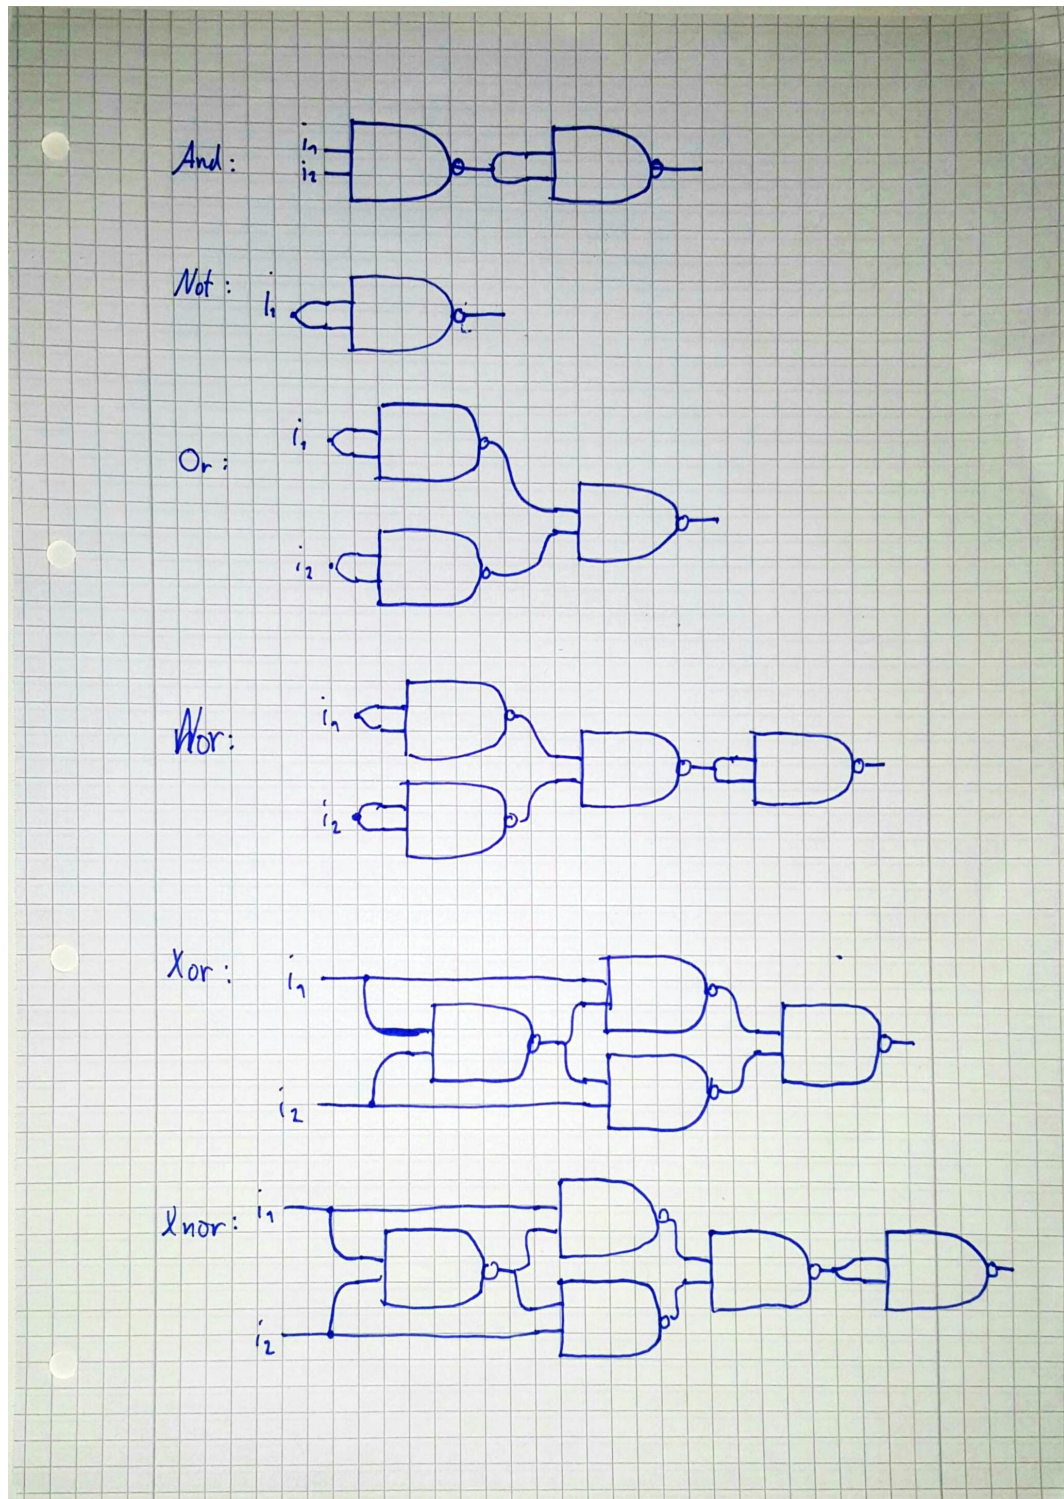 And: i₁
i₂
Not: i₁
i₁
Or:
i₂
i₁
Nor:
i₂
Xor: i₁
i₂
Xnor: i₁
i₂